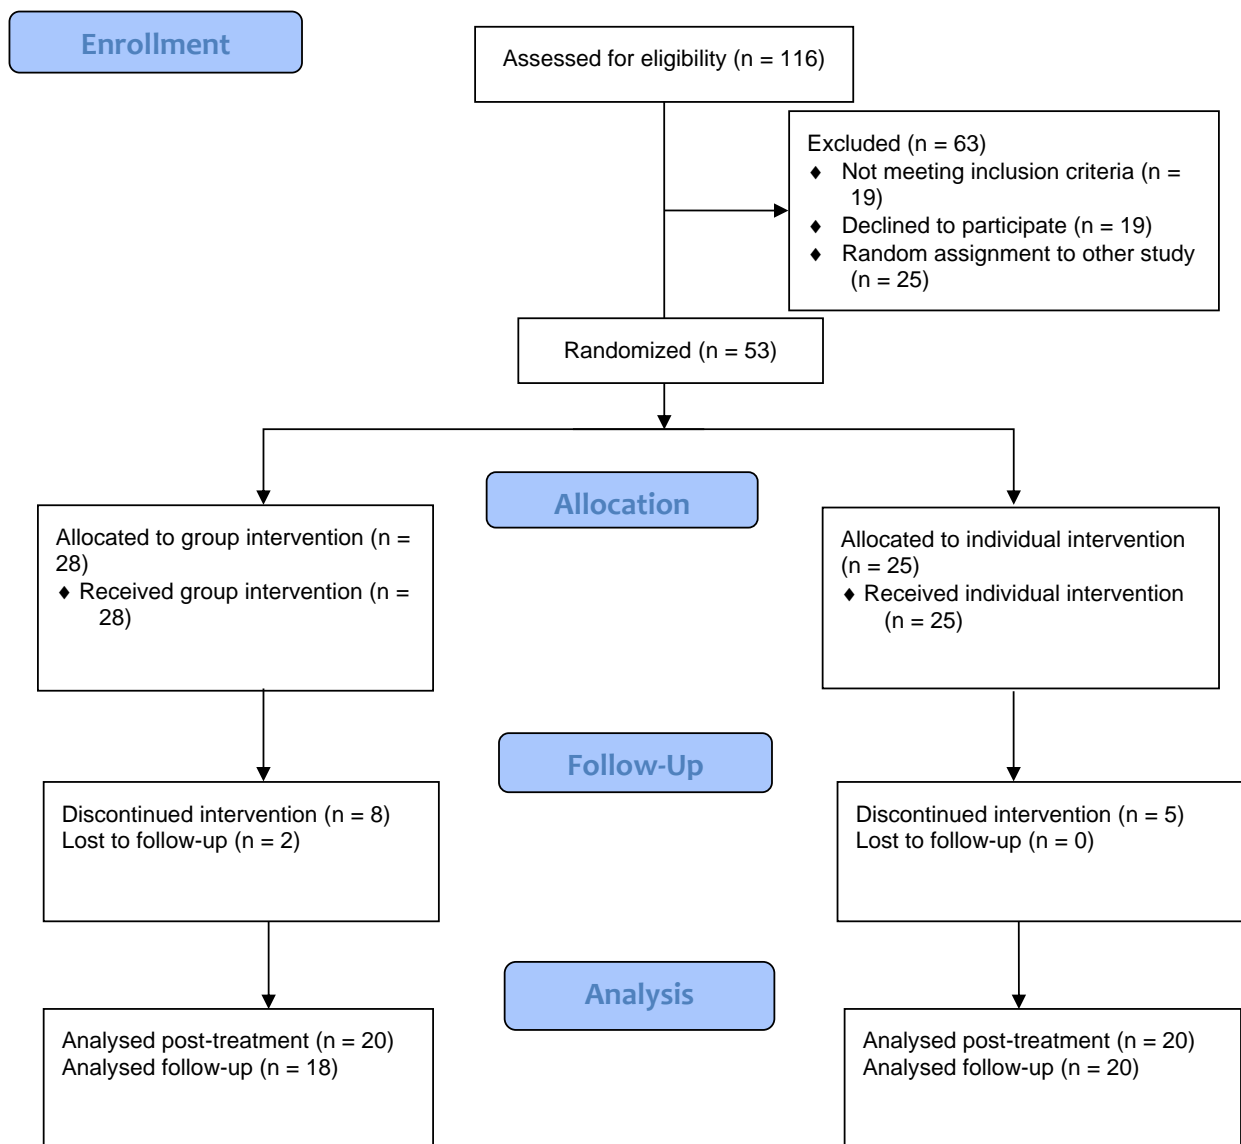 Enrollment
Assessed for eligibility (n = 116)
Excluded (n = 63)
♦ Not meeting inclusion criteria (n =
19)
♦ Declined to participate (n = 19)
♦ Random assignment to other study
(n = 25)
Randomized (n = 53)
Allocation
Allocated to group intervention (n =
28)
♦ Received group intervention (n =
28)
Allocated to individual intervention
(n = 25)
♦ Received individual intervention
(n = 25)
Follow-Up
Discontinued intervention (n = 8)
Lost to follow-up (n = 2)
Discontinued intervention (n = 5)
Lost to follow-up (n = 0)
Analysis
Analysed post-treatment (n = 20)
Analysed follow-up (n = 18)
Analysed post-treatment (n = 20)
Analysed follow-up (n = 20)